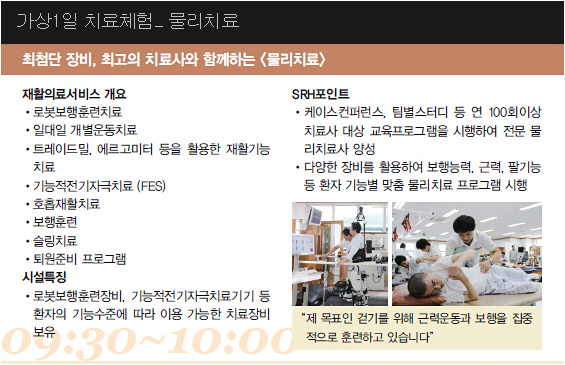 가상1일 치료체험_ 물리치료
최첨단 장비, 최고의 치료사와 함께하는 <물리치료>
재활의료서비스 개요
• 로봇보행훈련치료
• 일대일 개별운동치료
• 트레이드밀, 에르고미터 등을 활용한 재활기능
치료
• 기능적전기자극치료 (FES)
• 호흡재활치료
• 보행훈련
• 슬링치료
• 퇴원준비 프로그램
시설특징
• 로봇보행훈련장비, 기능적전기자극치료기기 등
환자의 기능수준에 따라 이용 가능한 치료장비
보유
09:30~10:00
SRH포인트
• 케이스컨퍼런스, 팀별스터디 등 연 100회이상
치료사 대상 교육프로그램을 시행하여 전문 물
리치료사 양성
• 다양한 장비를 활용하여 보행능력, 근력, 팔기능
등 환자 기능별 맞춤 물리치료 프로그램 시행
“제 목표인 걷기를 위해 근력운동과 보행을 집중
적으로 훈련하고 있습니다”